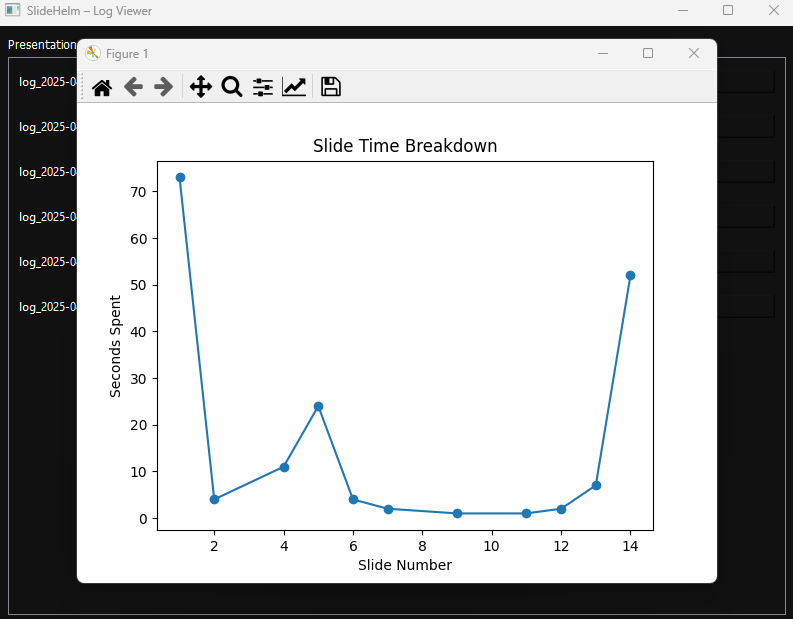 SlideHelm – Log Viewer
Presentation
Figure 1
log_2025-0
log_2025-0
log_2025-0
log_2025-0
log_2025-0
log_2025-0
Slide Time Breakdown
70
60
50
40
30
20
10
0
Seconds Spent
2 4 6 8 10 12 14
Slide Number